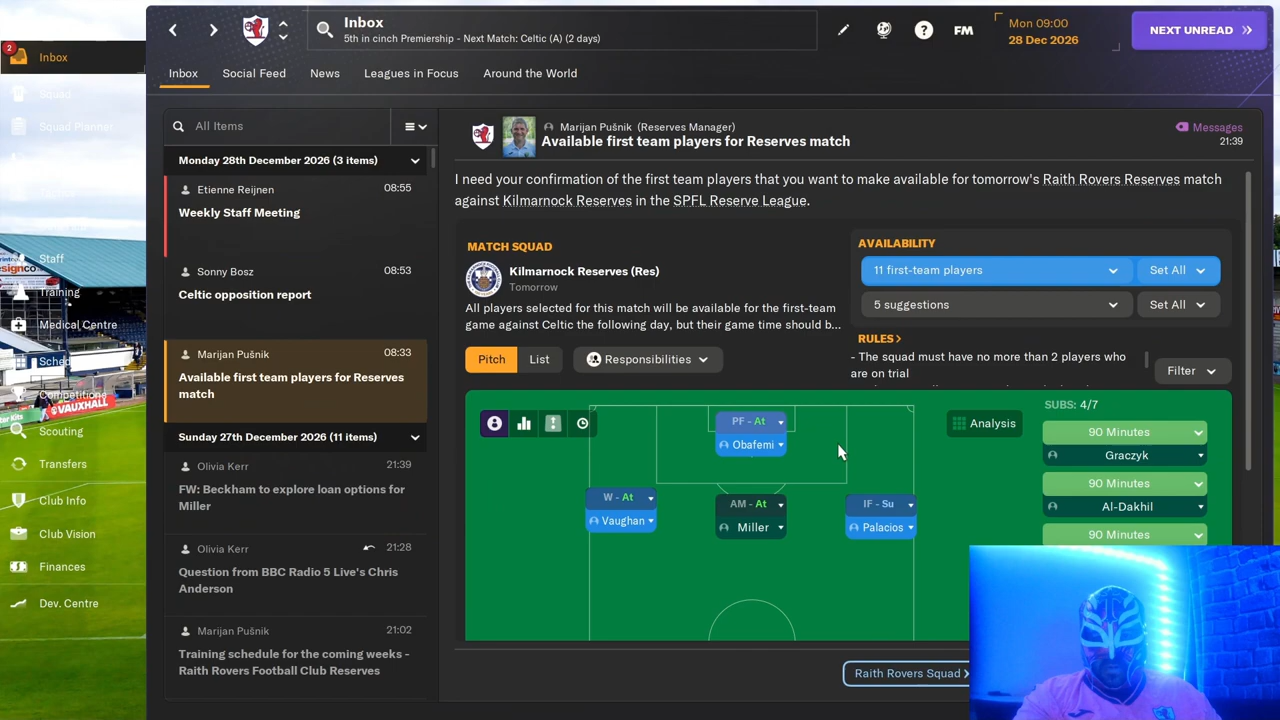 Inbox
5th in cinch Premiership - Next Match: Celtic (A) (2 days)
FM
Mon 09:00
28 Dec 2026
NEXT UNREAD
2
Inbox
Squad
Squad Planner
Staff
Training
Medical Centre
Sched
Competitions
Scouting
Transfers
Club Info
Club Vision
Finances
Dev. Centre
Inbox
Social Feed
News
Leagues in Focus
Around the World
All Items
Monday 28th December 2026 (3 items)
Etienne Reijnen
08:55
Weekly Staff Meeting
Sonny Bosz
08:53
Celtic opposition report
Marijan Pušnik
08:33
Available first team players for Reserves
match
Sunday 27th December 2026 (11 items)
Olivia Kerr
21:39
FW: Beckham to explore loan options for
Miller
Olivia Kerr
21:28
Question from BBC Radio 5 Live's Chris
Anderson
Marijan Pušnik
21:02
Training schedule for the coming weeks -
Raith Rovers Football Club Reserves
Marijan Pušnik (Reserves Manager)
Available first team players for Reserves match
Messages
21:39
I need your confirmation of the first team players that you want to make available for tomorrow's Raith Rovers Reserves match
against Kilmarnock Reserves in the SPFL Reserve League.
MATCH SQUAD
Kilmarnock Reserves (Res)
Tomorrow
All players selected for this match will be available for the first-team
game against Celtic the following day, but their game time should b...
AVAILABILITY
11 first-team players
Set All
5 suggestions
Set All
RULES >
- The squad must have no more than 2 players who
are on trial
Filter
Pitch
List
Responsibilities
Analysis
SUBS: 4/7
90 Minutes
Graczyk
90 Minutes
Al-Dakhil
90 Minutes
PF - At
Obafemi
W - At
Vaughan
AM - At
Miller
IF - Su
Palacios
Raith Rovers Squad
VAUXHALL